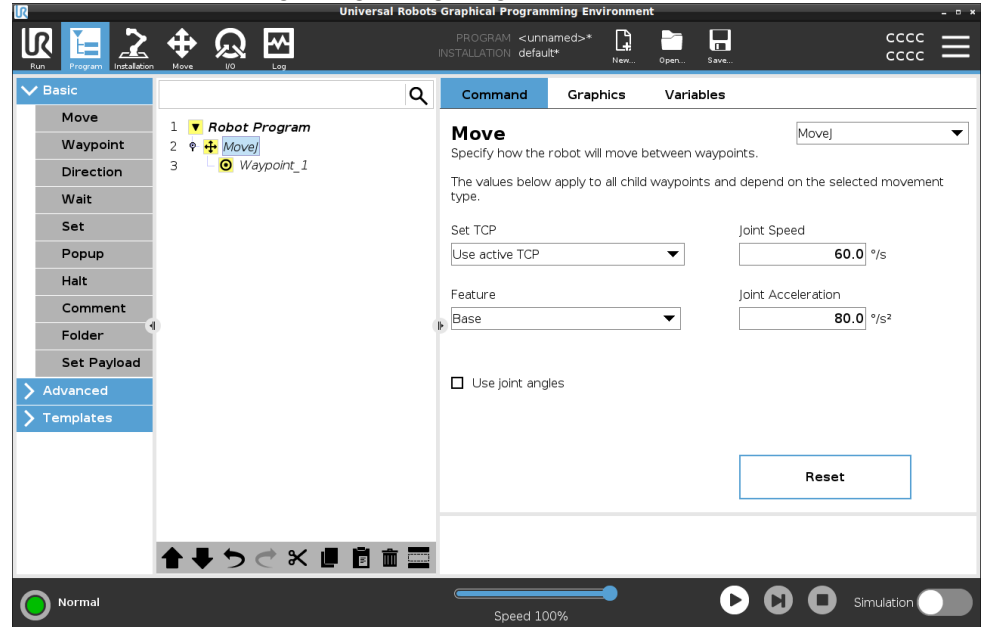 Universal Robots Graphical Programming Environment
PROGRAM <unnamed>*
INSTALLATION default*
Run Program Installation Move I/O Log
New... Open... Save...
cccc
cccc
Basic
Move
Waypoint
Direction
Wait
Set
Popup
Halt
Comment
Folder
Set Payload
Advanced
Templates
1 Robot Program
2 MoveJ
3 Waypoint_1
Command Graphics Variables
Move
MoveJ
Specify how the robot will move between waypoints.
The values below apply to all child waypoints and depend on the selected movement
type.
Set TCP
Use active TCP
Joint Speed
60.0 °/s
Feature
Base
Joint Acceleration
80.0 °/s²
Use joint angles
Reset
Normal
Speed 100%
Simulation